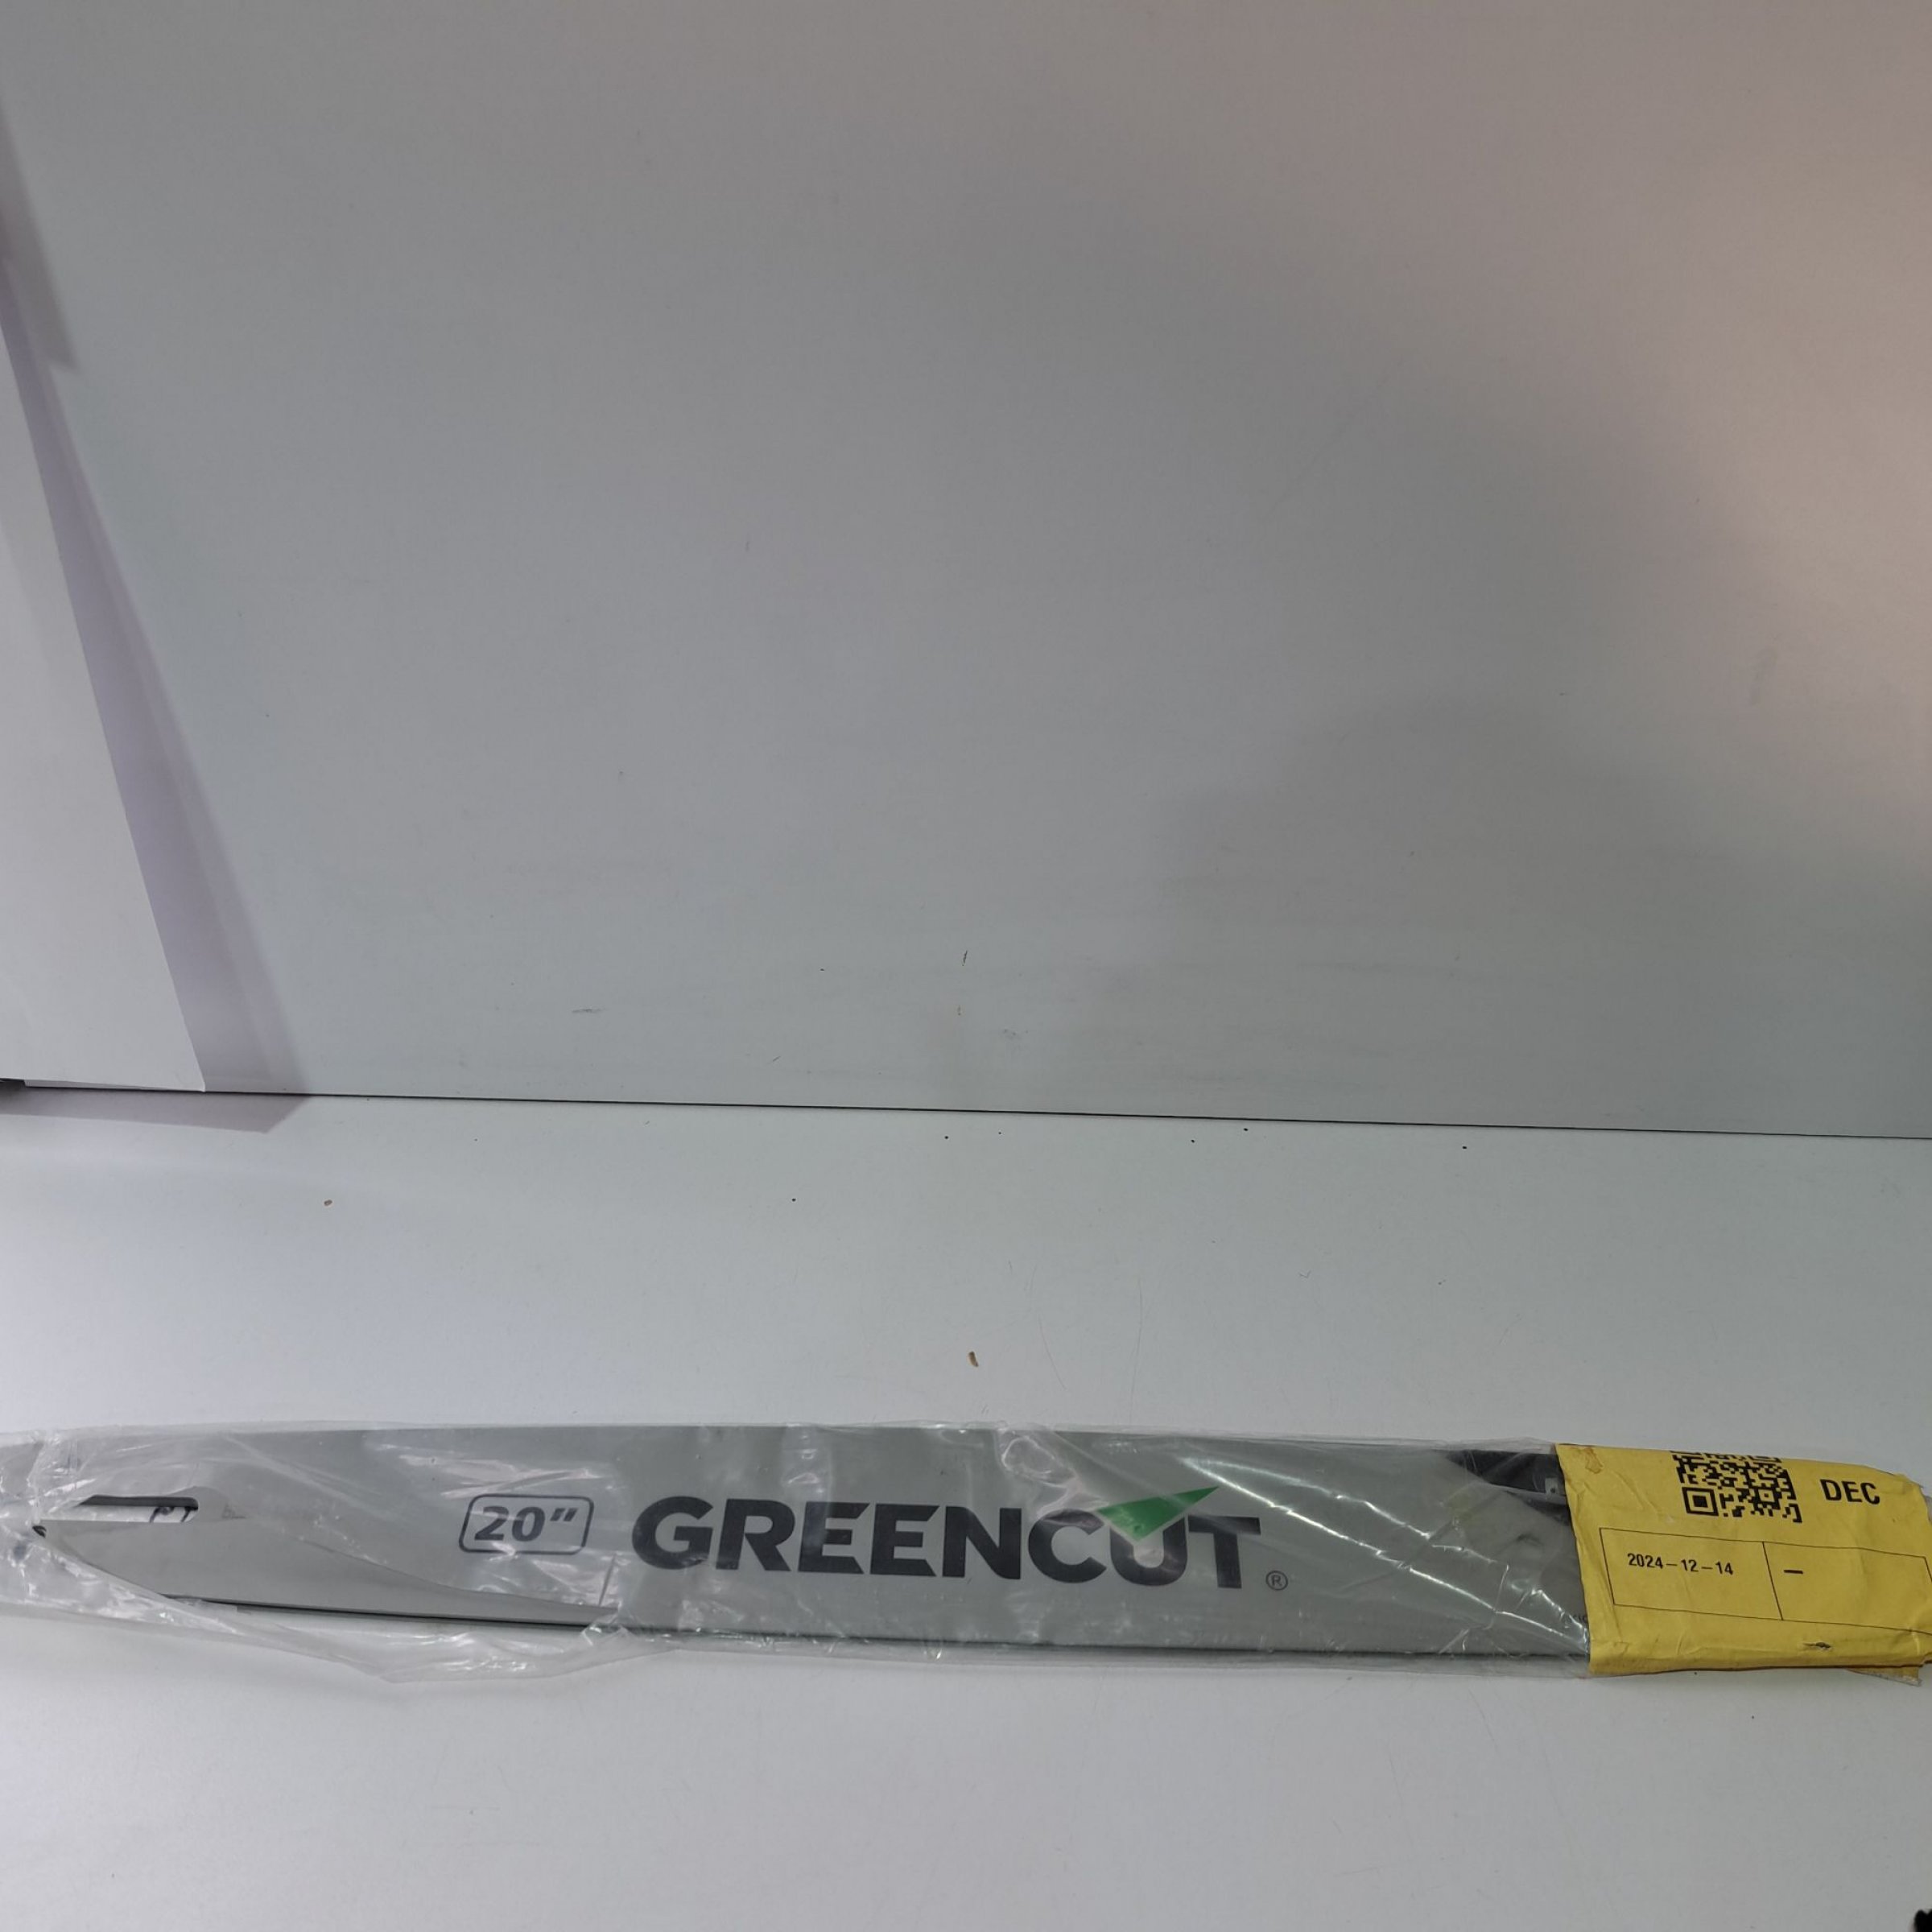 20"
GREENCUT
®
DEC
2024-12-14
—